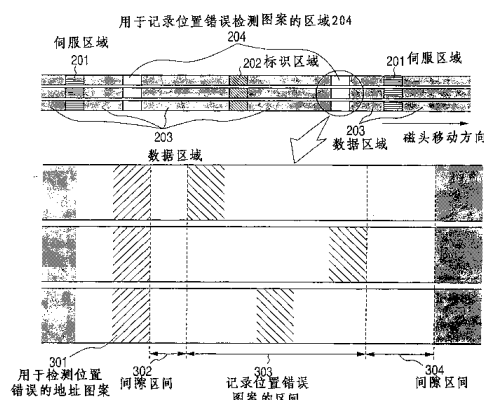 用于记录位置错误检测图案的区域204
伺服区域
201
204
202标识区域
201伺服区域
203
203
磁头移动方向
数据区域
数据区域
301
302
303
304
用于检测位置
错误的地址图案
间隙区间
记录位置错误
图案的区间
间隙区间